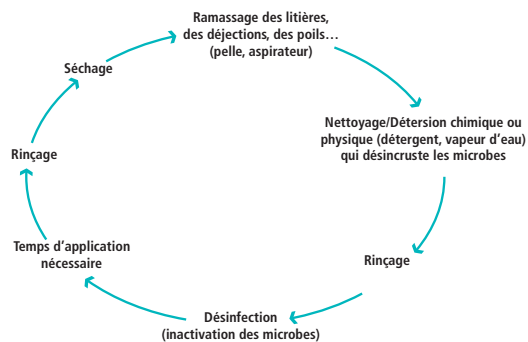 Ramassage des litières,
des déjections, des poils…
(pelle, aspirateur)
Nettoyage/Détersion chimique ou
physique (détergent, vapeur d'eau)
qui désincruste les microbes
Rinçage
Désinfection
(inactivation des microbes)
Temps d'application
nécessaire
Rinçage
Séchage